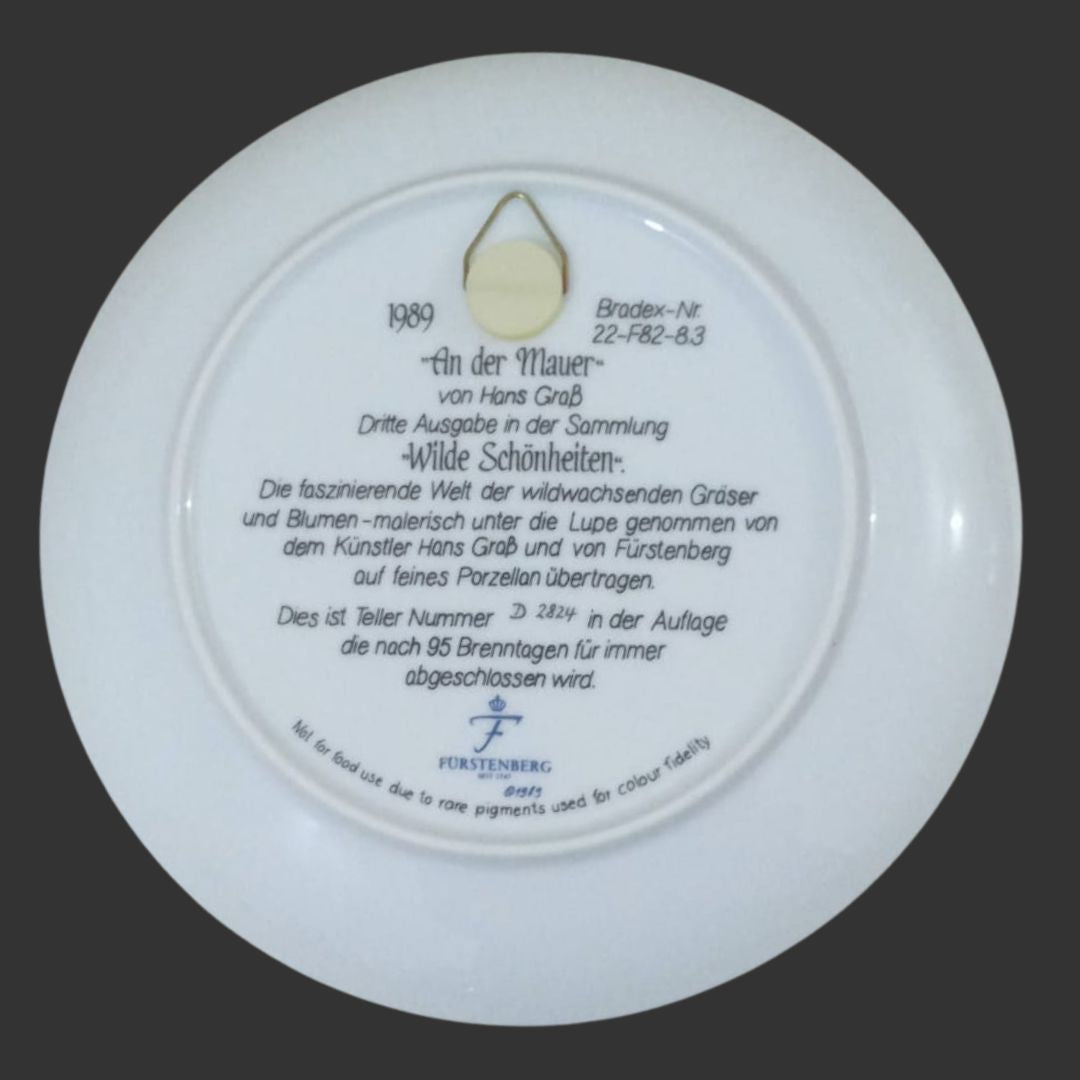 1989
Bradex-Nr.
22-F82-8.3
"An der Mauer"
von Hans Graß
Dritte Ausgabe in der Sammlung
"Wilde Schönheiten".
Die faszinierende Welt der wildwachsenden Gräser
und Blumen-malerisch unter die Lupe genommen von
dem Künstler Hans Graß und von Fürstenberg
auf feines Porzellan übertragen.
Dies ist Teller Nummer D 2824 in der Auflage
die nach 95 Brenntagen für immer
abgeschlossen wird.
F
FÜRSTENBERG
©1989
Not for food use due to rare pigments used for colour fidelity